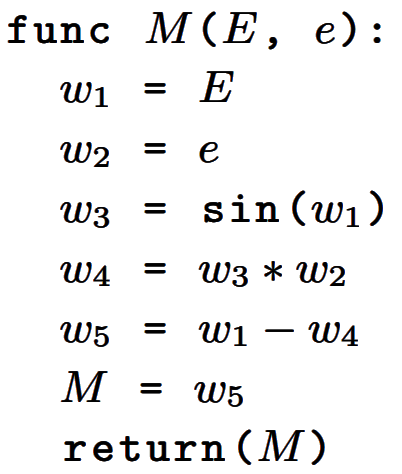 func M(E, e):
w₁ = E
w₂ = e
w₃ = sin(w₁)
w₄ = w₃ * w₂
w₅ = w₁ − w₄
M = w₅
return(M)